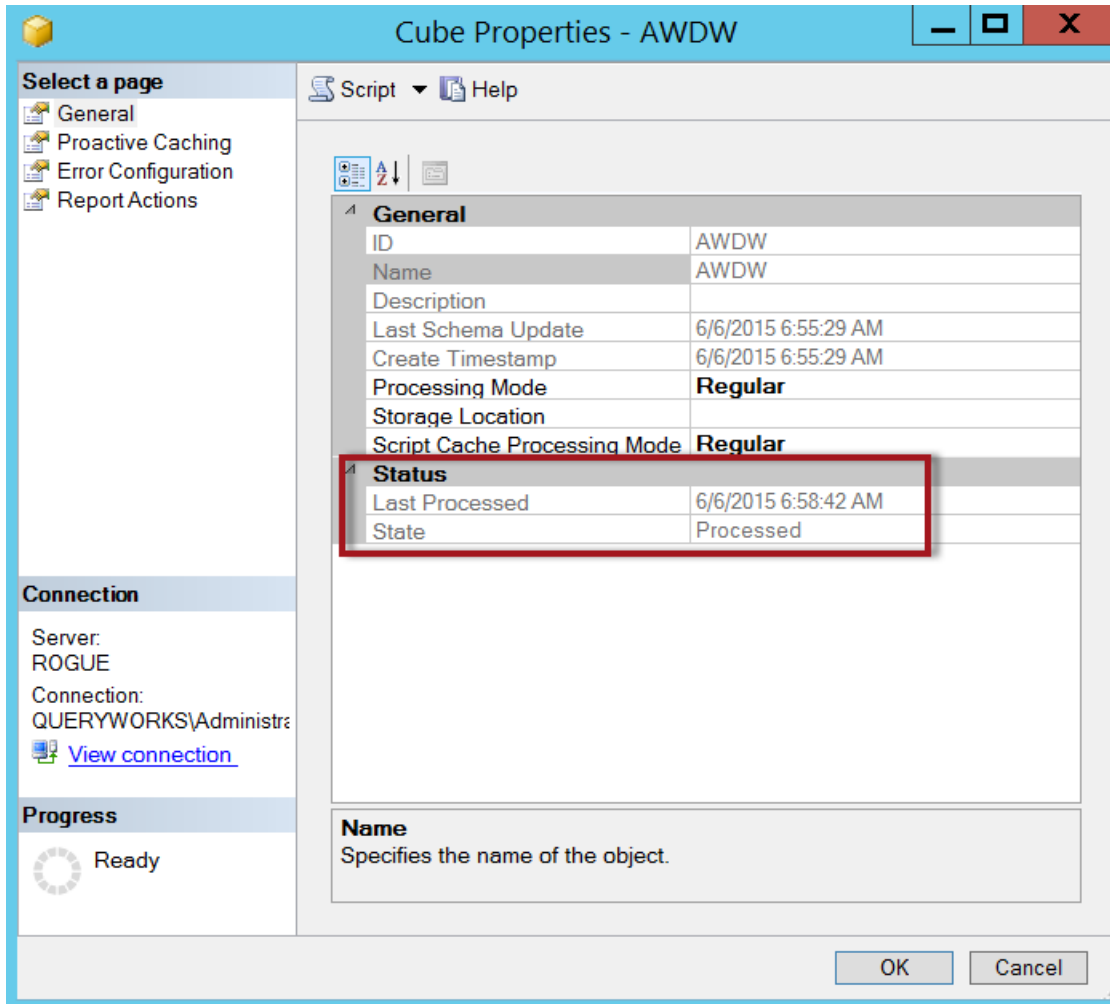 Cube Properties - AWDW
Select a page
General
Proactive Caching
Error Configuration
Report Actions
Script Help
General
ID AWDW
Name AWDW
Description
Last Schema Update 6/6/2015 6:55:29 AM
Create Timestamp 6/6/2015 6:55:29 AM
Processing Mode Regular
Storage Location
Script Cache Processing Mode Regular
Status
Last Processed 6/6/2015 6:58:42 AM
State Processed
Connection
Server:
ROGUE
Connection:
QUERYWORKS\Administra
View connection
Progress
Ready
Name
Specifies the name of the object.
OK Cancel